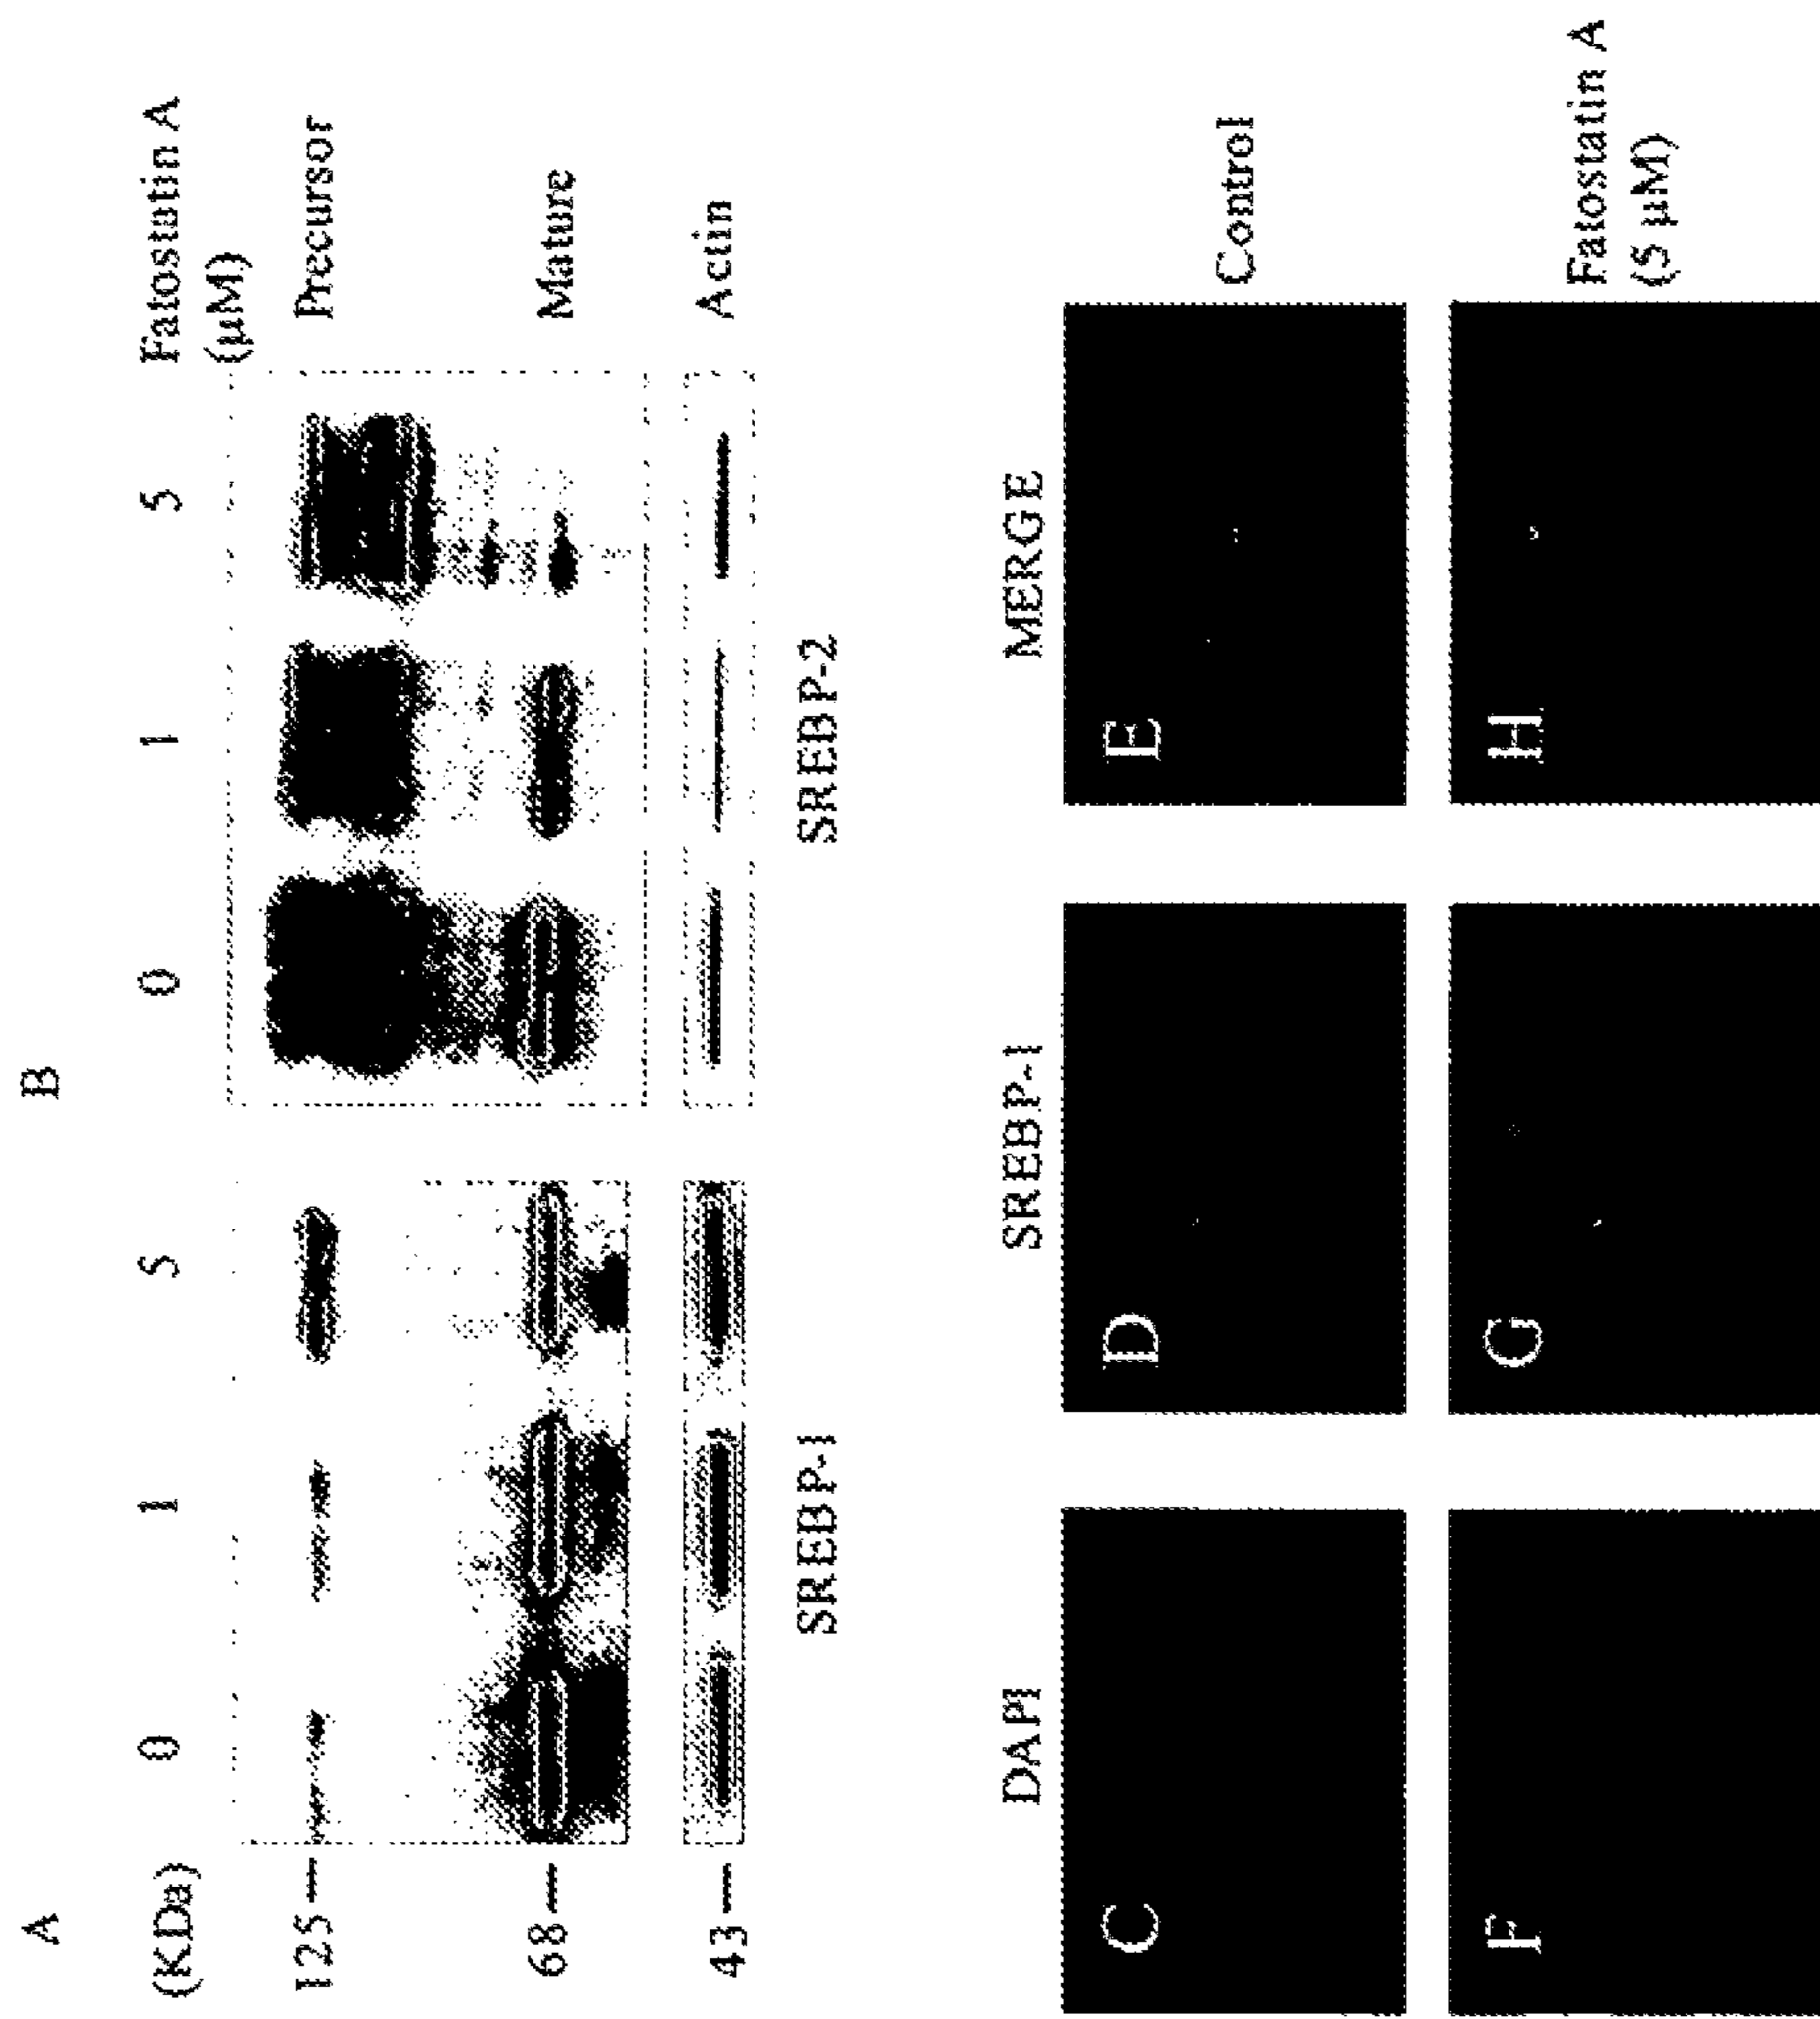 A
B
(KDa) 0 1 5 0 1 5 Fatostatin A
(µM)
125 Precursor
68 Mature
43 Actin
SREBP-1 SREBP-2
DAPI SREBP-1 MERGE
C D E Control
F G H Fatostatin A
(5 µM)